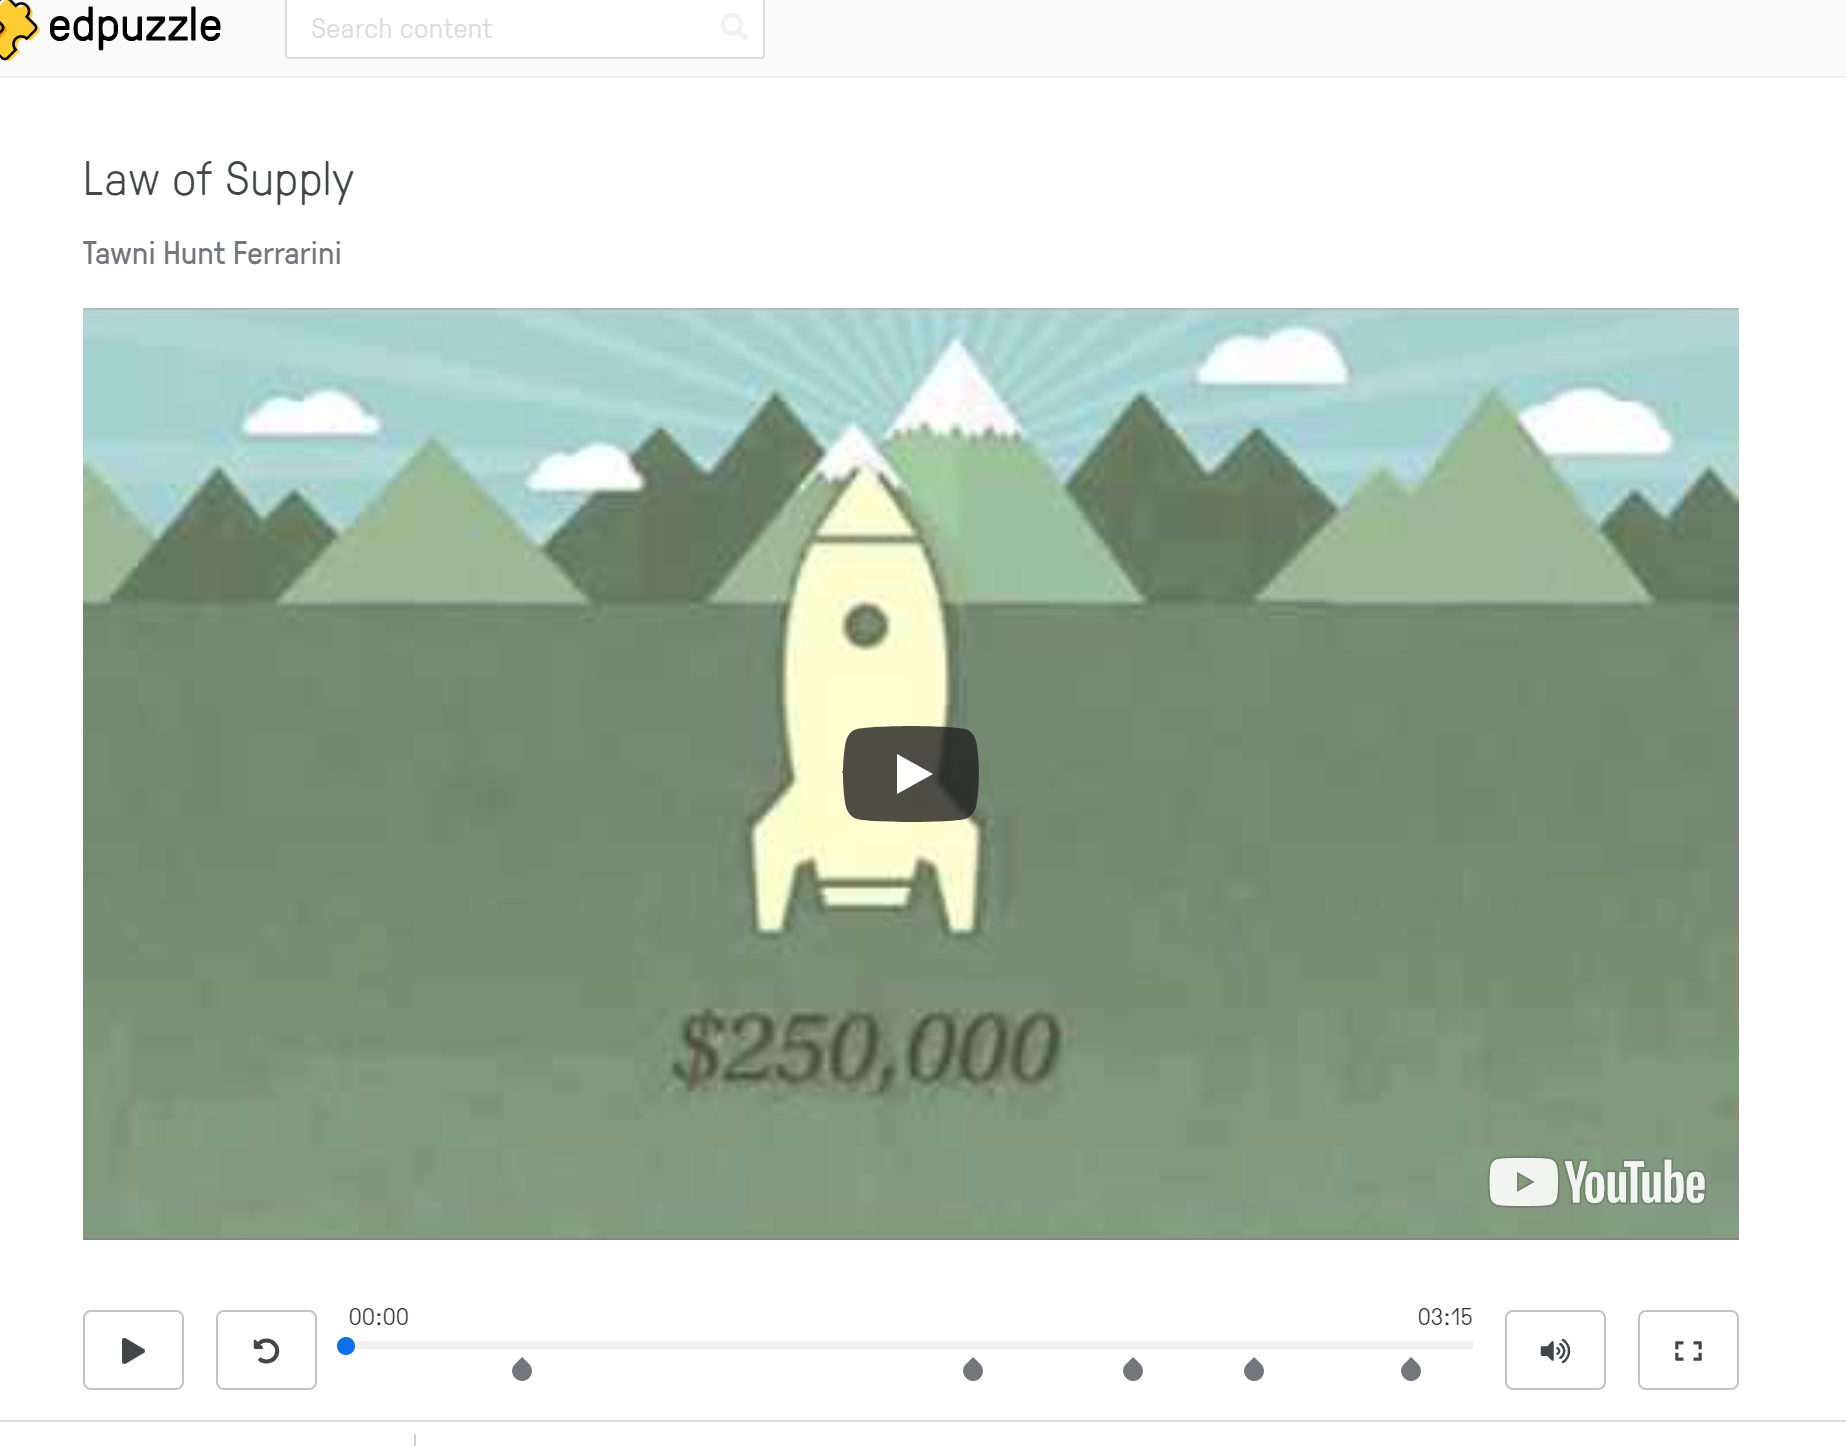 edpuzzle
Search content
Law of Supply
Tawni Hunt Ferrarini
$250,000
YouTube
00:00
03:15